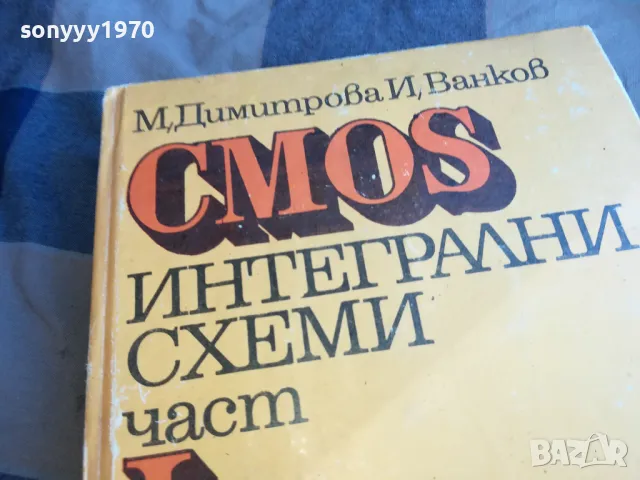 sonyyy1970
М, Димитрова И, Ванков
CMOS
ИНТЕГРАЛНИ
СХЕМИ
част
BAZAR